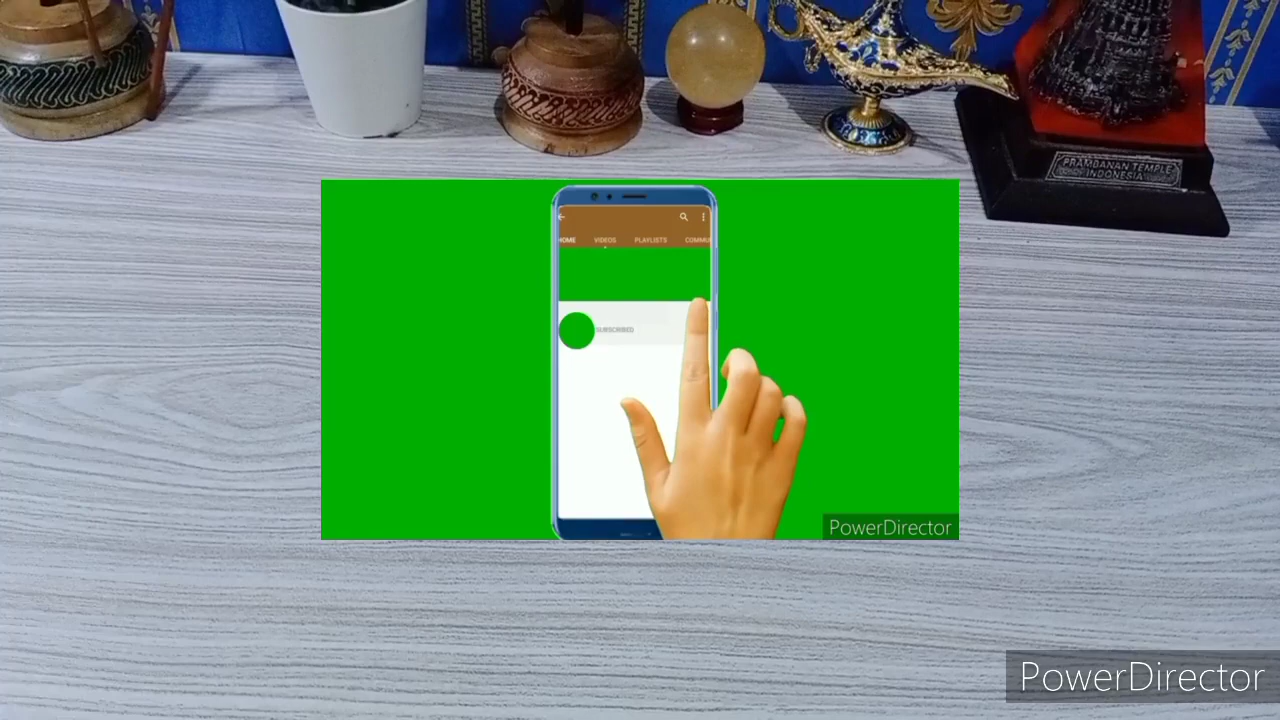 PRAMBANAN TEMPLE
INDONESIA
HOME VIDEOS PLAYLISTS COMMU
SUBSCRIBED
PowerDirector
PowerDirector